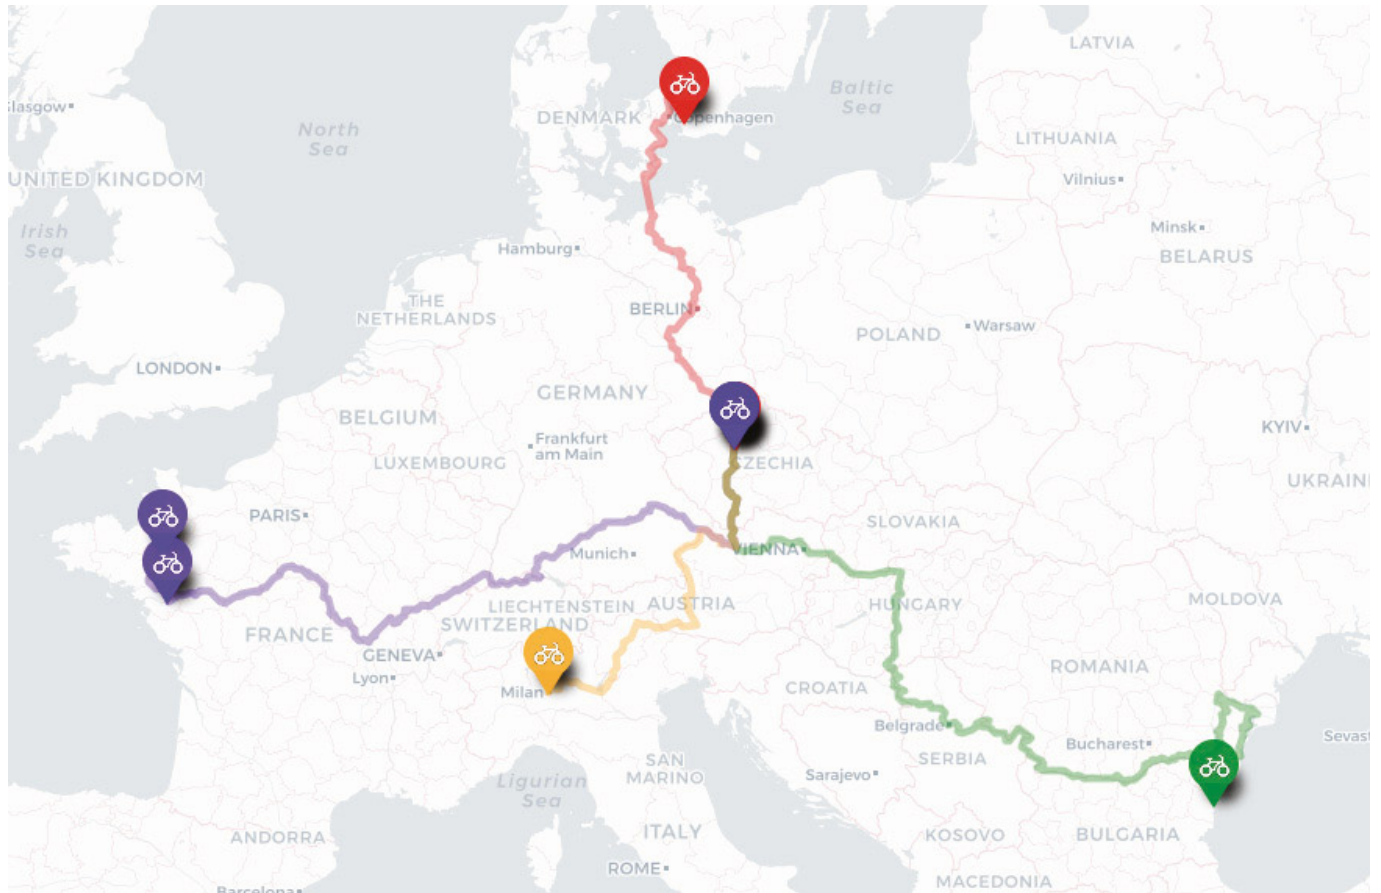 LATVIA
Baltic
Sea
Glasgow
DENMARK
Copenhagen
North
Sea
LITHUANIA
UNITED KINGDOM
Vilnius
Irish
Sea
Minsk
Hamburg
BELARUS
THE
NETHERLANDS
BERLIN
Warsaw
POLAND
LONDON
GERMANY
BELGIUM
KYIV
Frankfurt
am Main
LUXEMBOURG
CZECHIA
UKRAIN
PARIS
SLOVAKIA
Munich
VIENNA
LIECHTENSTEIN
AUSTRIA
HUNGARY
MOLDOVA
SWITZERLAND
FRANCE
GENEVA
ROMANIA
Lyon
Milan
CROATIA
Belgrade
Sevast
Bucharest
SERBIA
SAN
MARINO
Ligurian
Sea
Sarajevo
ANDORRA
ITALY
KOSOVO
BULGARIA
ROME
MACEDONIA
Barcelona